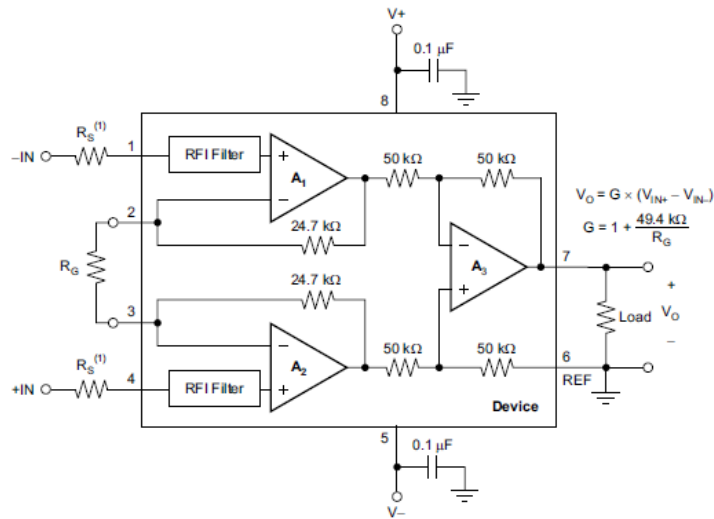 V+
0.1 µF
8
–IN
RS(1)
1
RFI Filter
+
A1
–
50 kΩ
50 kΩ
VO = G × (VIN+ – VIN–)
G = 1 + 49.4 kΩ / RG
2
24.7 kΩ
RG
–
A3
+
7
+
Load
VO
–
24.7 kΩ
3
–
A2
+
50 kΩ
50 kΩ
6
REF
RS(1)
+IN
4
RFI Filter
Device
5
0.1 µF
V–